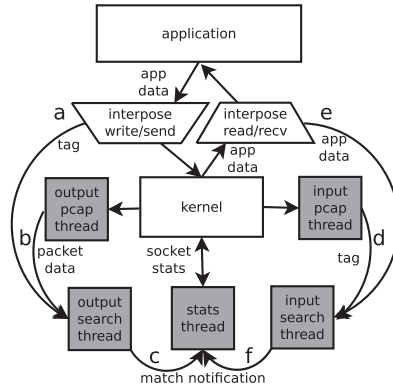 application
app
data
a
interpose
write/send
interpose
read/recv
e
tag
app
data
app
data
output
pcap
thread
kernel
input
pcap
thread
b
packet
data
socket
stats
d
tag
output
search
thread
stats
thread
input
search
thread
c
f
match notification